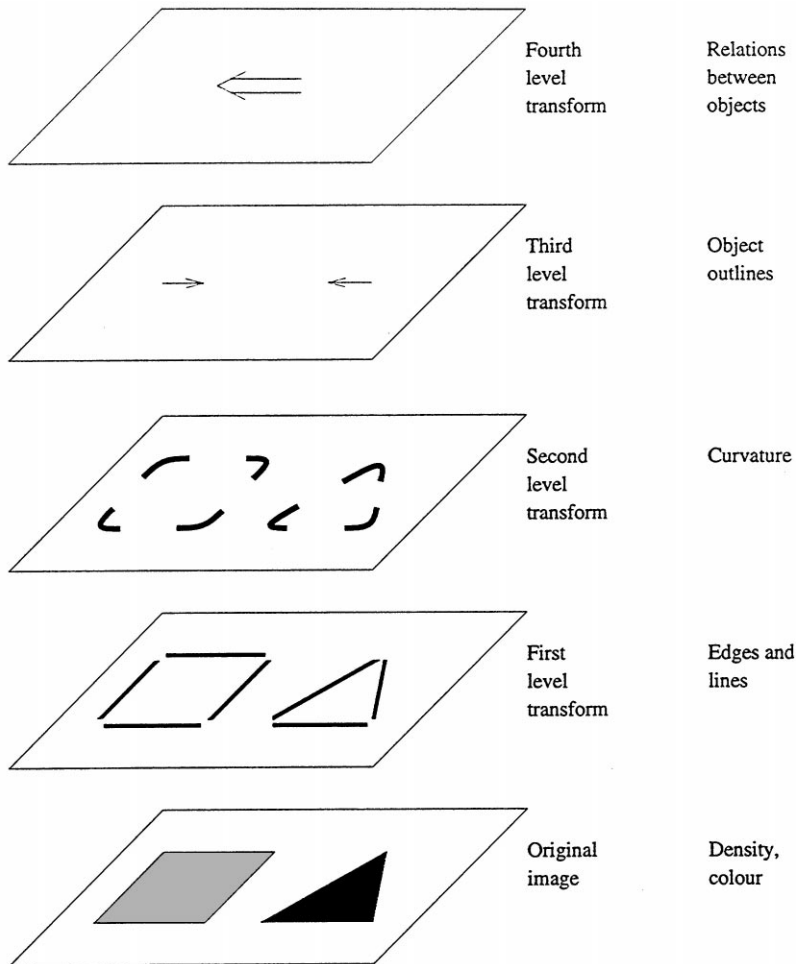 Fourth
level
transform
Relations
between
objects
Third
level
transform
Object
outlines
Second
level
transform
Curvature
First
level
transform
Edges and
lines
Original
image
Density,
colour